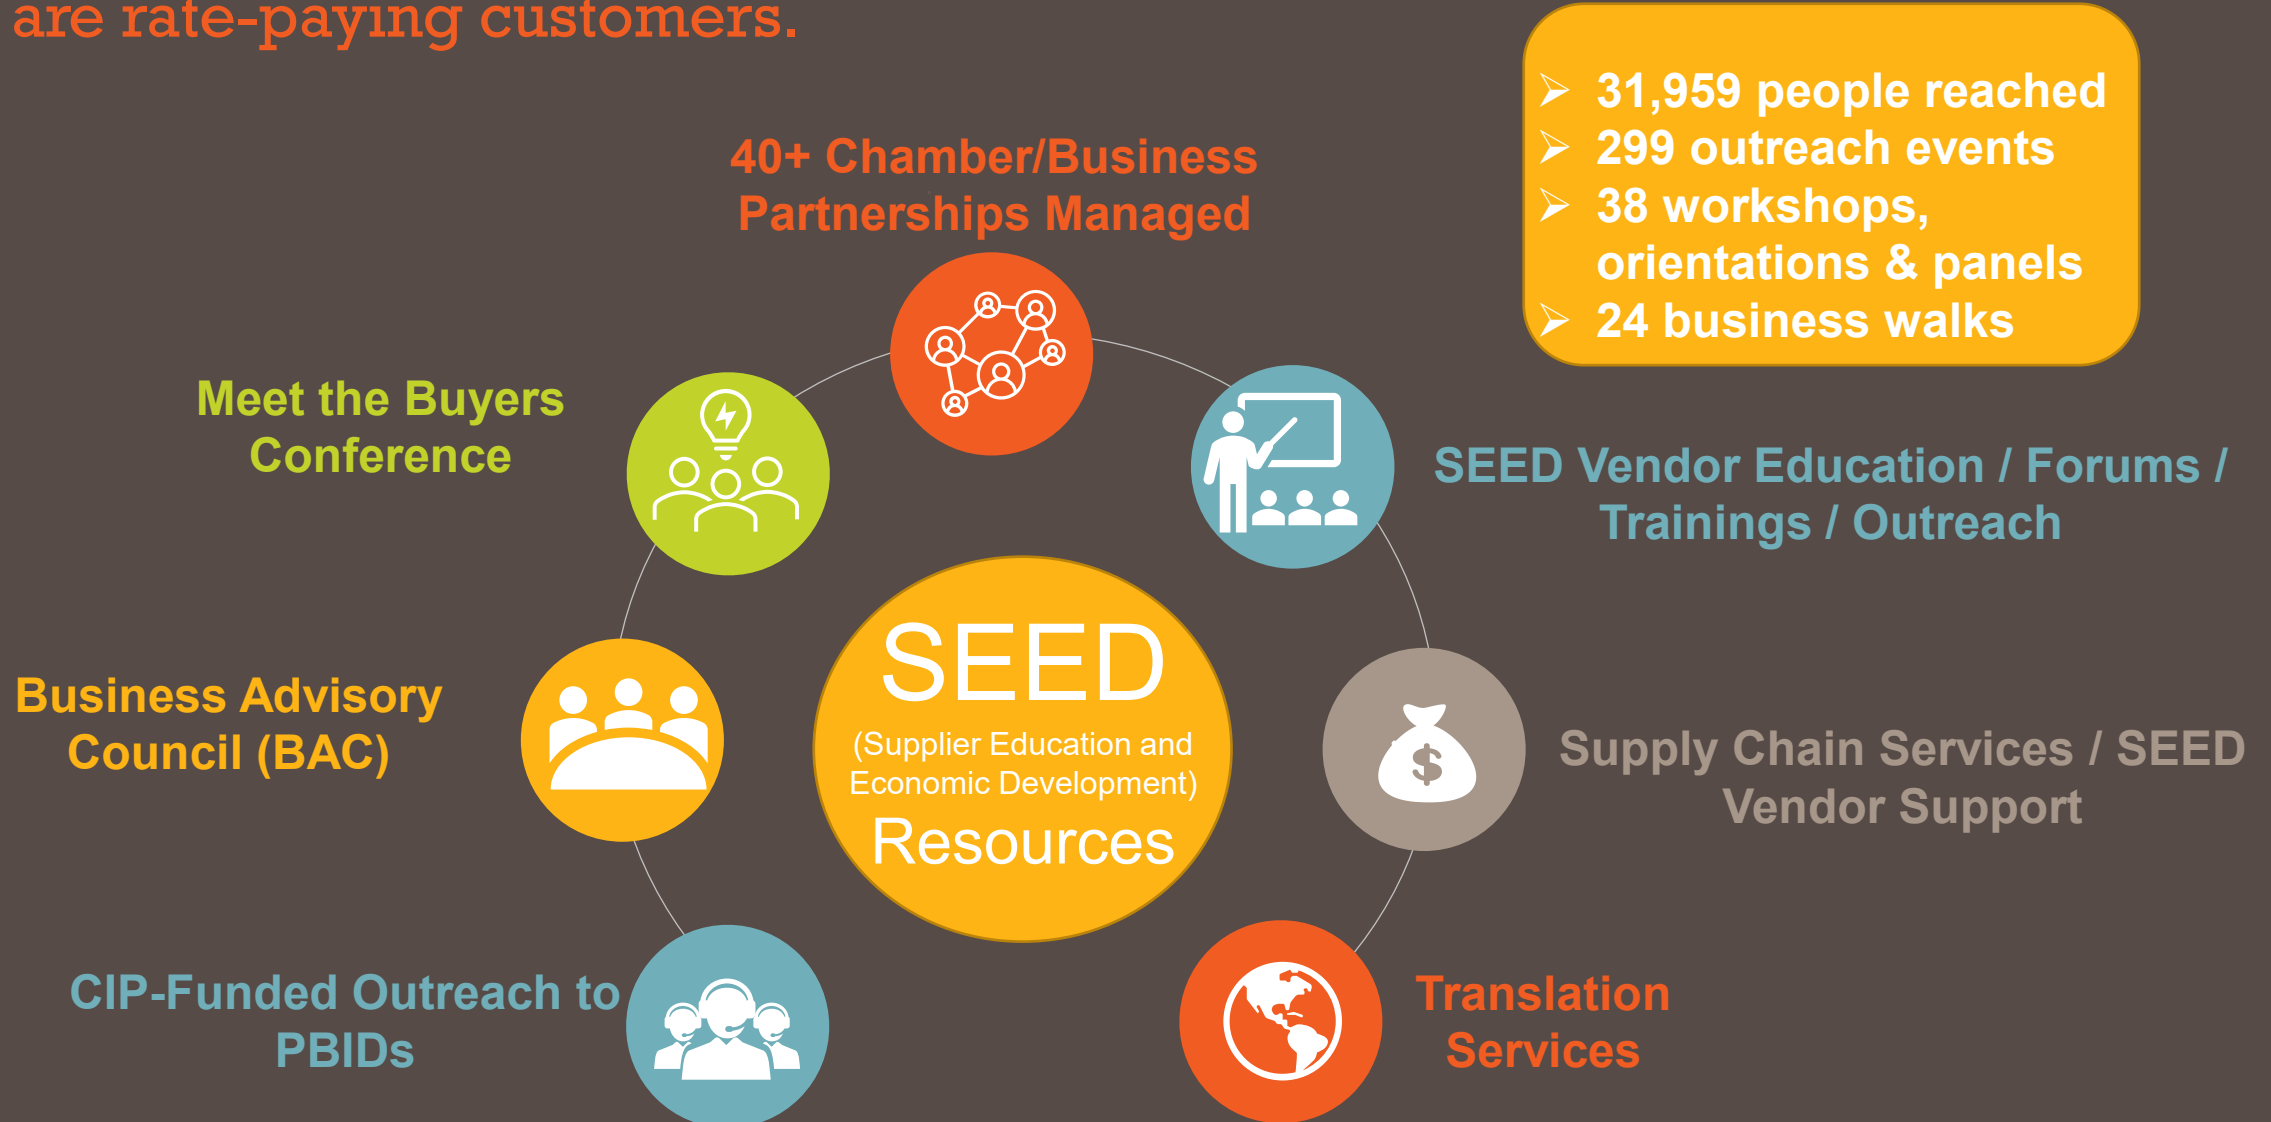 are rate-paying customers.
➢ 31,959 people reached
➢ 299 outreach events
➢ 38 workshops,
orientations & panels
➢ 24 business walks
40+ Chamber/Business
Partnerships Managed
Meet the Buyers
Conference
SEED Vendor Education / Forums /
Trainings / Outreach
Business Advisory
Council (BAC)
SEED
(Supplier Education and
Economic Development)
Resources
$
Supply Chain Services / SEED
Vendor Support
CIP-Funded Outreach to
PBIDs
Translation
Services